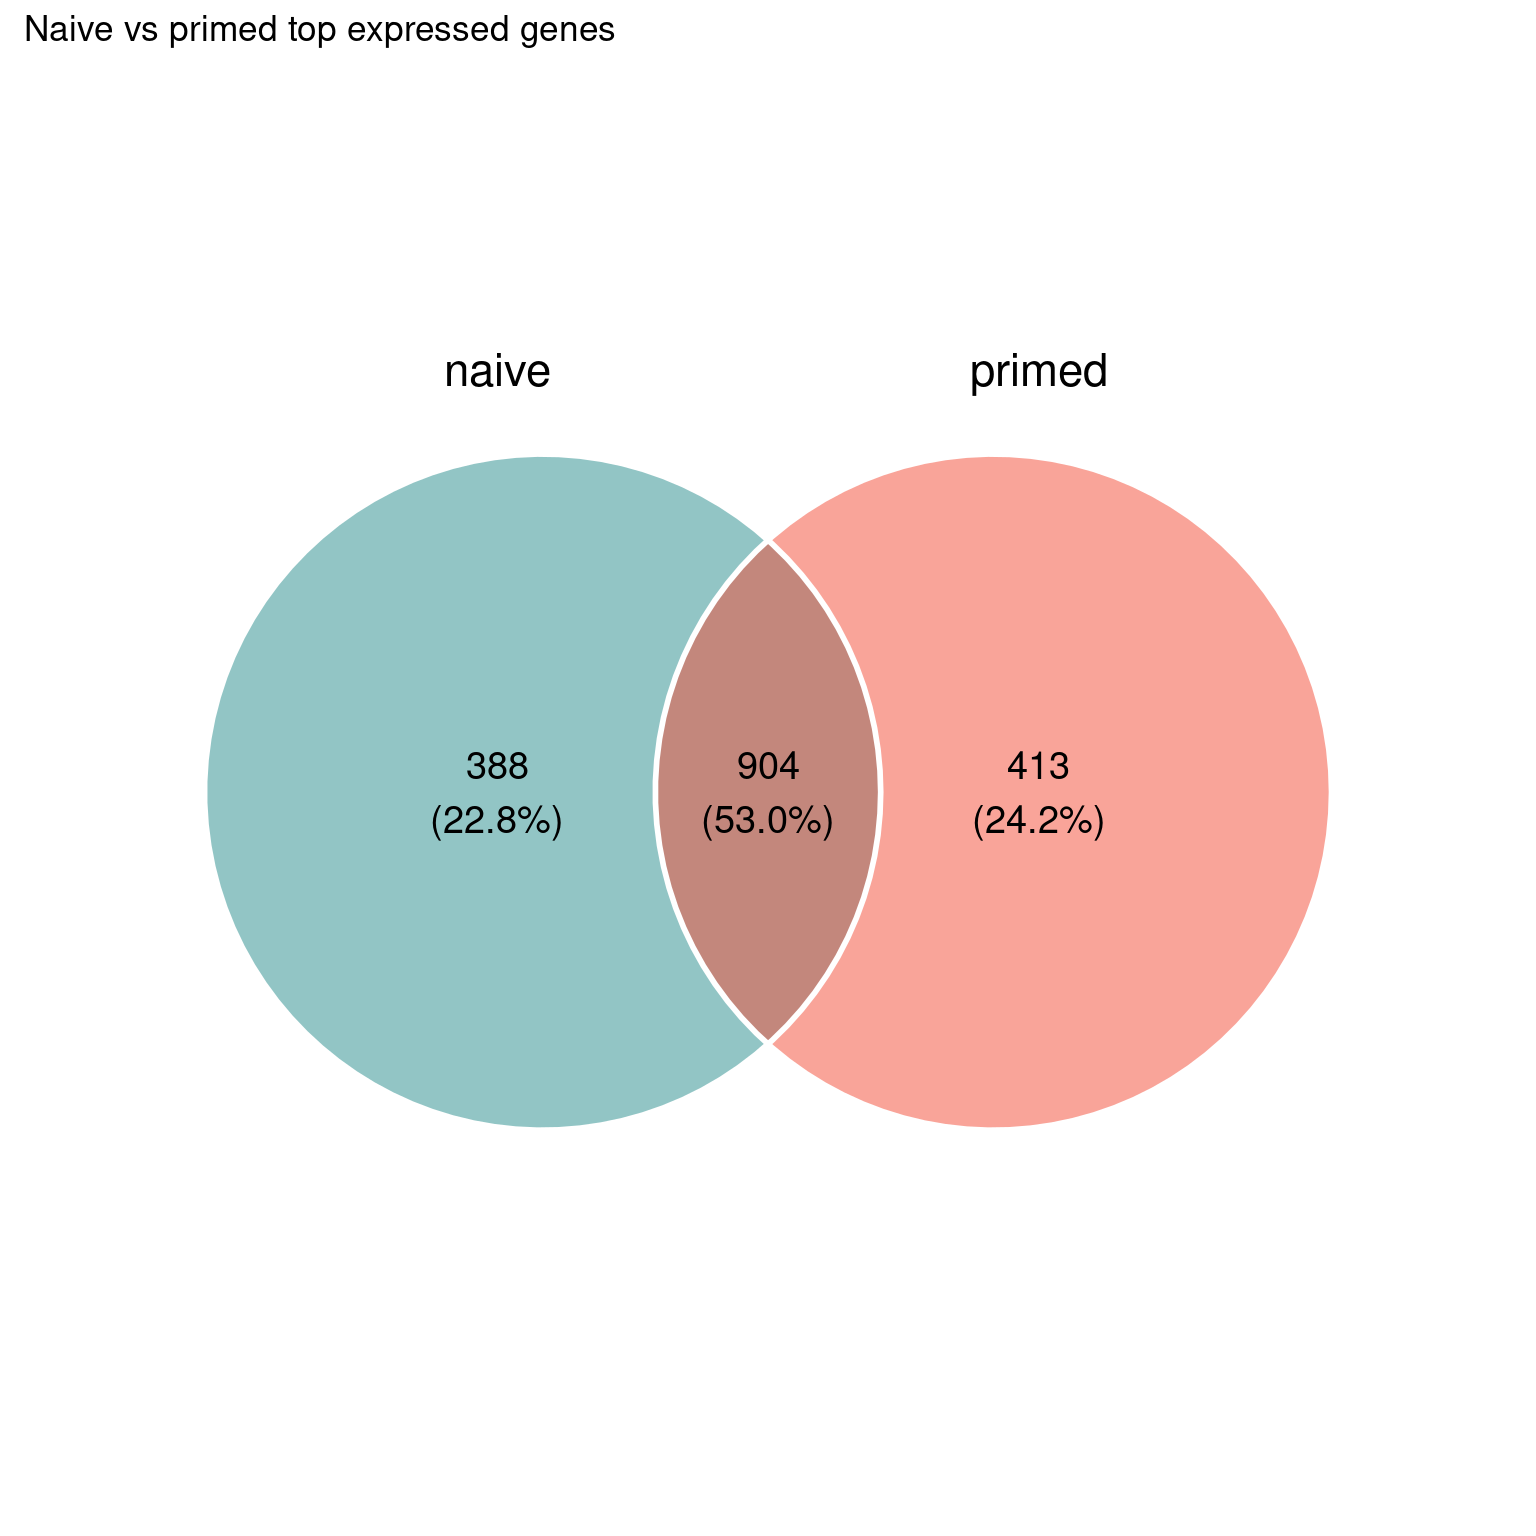 Naive vs primed top expressed genes
naive
primed
388
(22.8%)
904
(53.0%)
413
(24.2%)